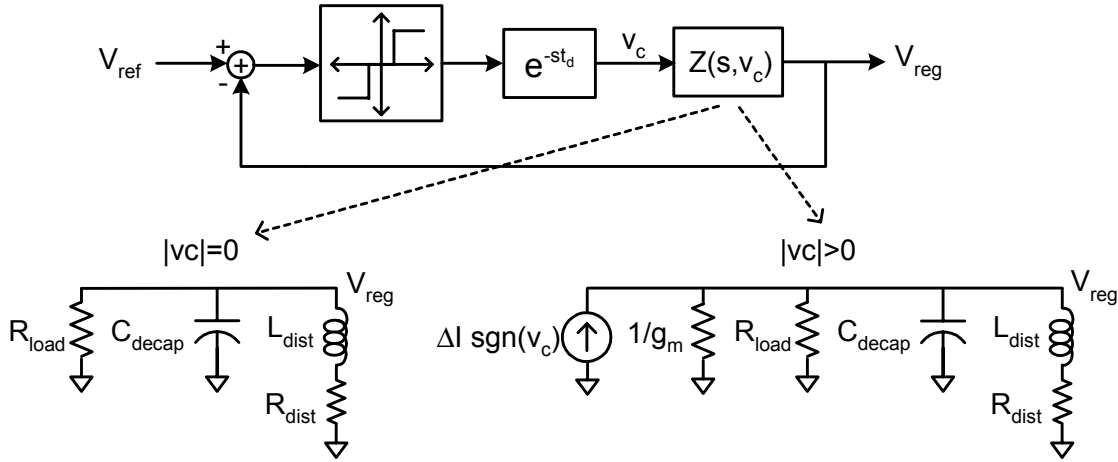 V_ref
+
+
-
e^-st_d
v_c
Z(s,v_c)
V_reg
|vc|=0
|vc|>0
V_reg
R_load
C_decap
L_dist
R_dist
V_reg
ΔI sgn(v_c)
1/g_m
R_load
C_decap
L_dist
R_dist